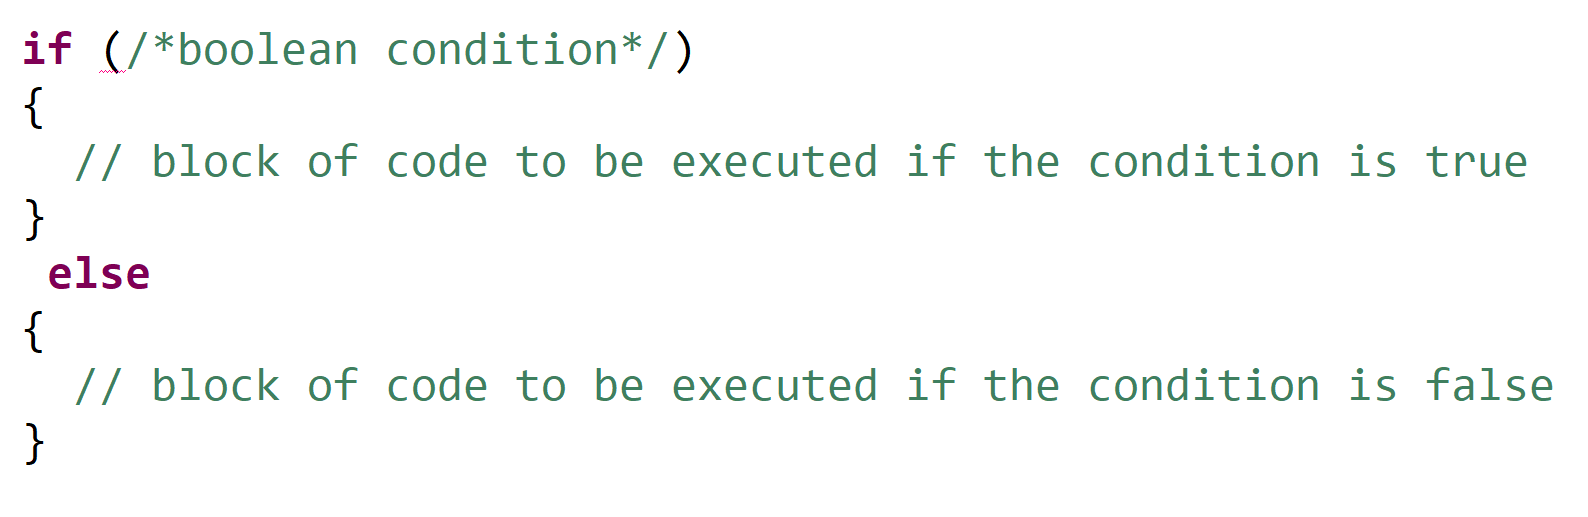 if (/*boolean condition*/)
{
  // block of code to be executed if the condition is true
}
 else
{
  // block of code to be executed if the condition is false
}